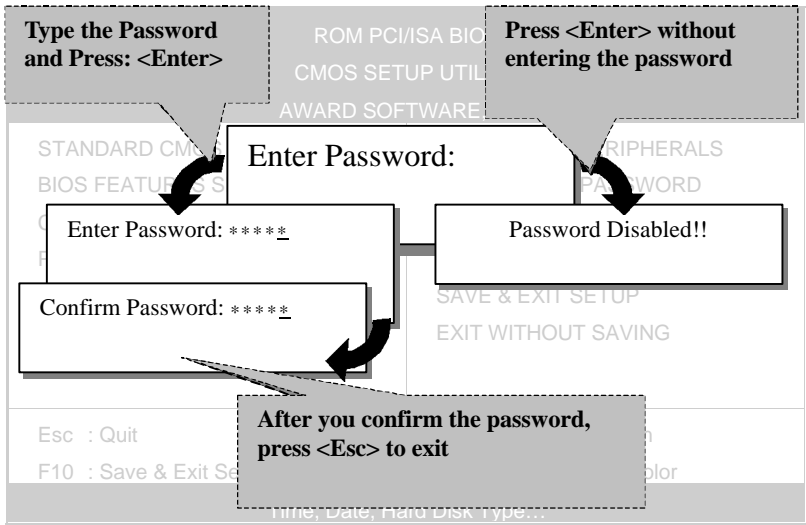 Type the Password
and Press: <Enter>
Press <Enter> without
entering the password
ROM PCI/ISA BIO
CMOS SETUP UTIL
AWARD SOFTWARE
STANDARD CMOS S
RIPHERALS
Enter Password:
BIOS FEATURES S
PASSWORD
Enter Password: *****
Password Disabled!!
Confirm Password: *****
SAVE & EXIT SETUP
EXIT WITHOUT SAVING
After you confirm the password,
press <Esc> to exit
Esc : Quit
F10 : Save & Exit Se
olor
Time, Date, Hard Disk Type...